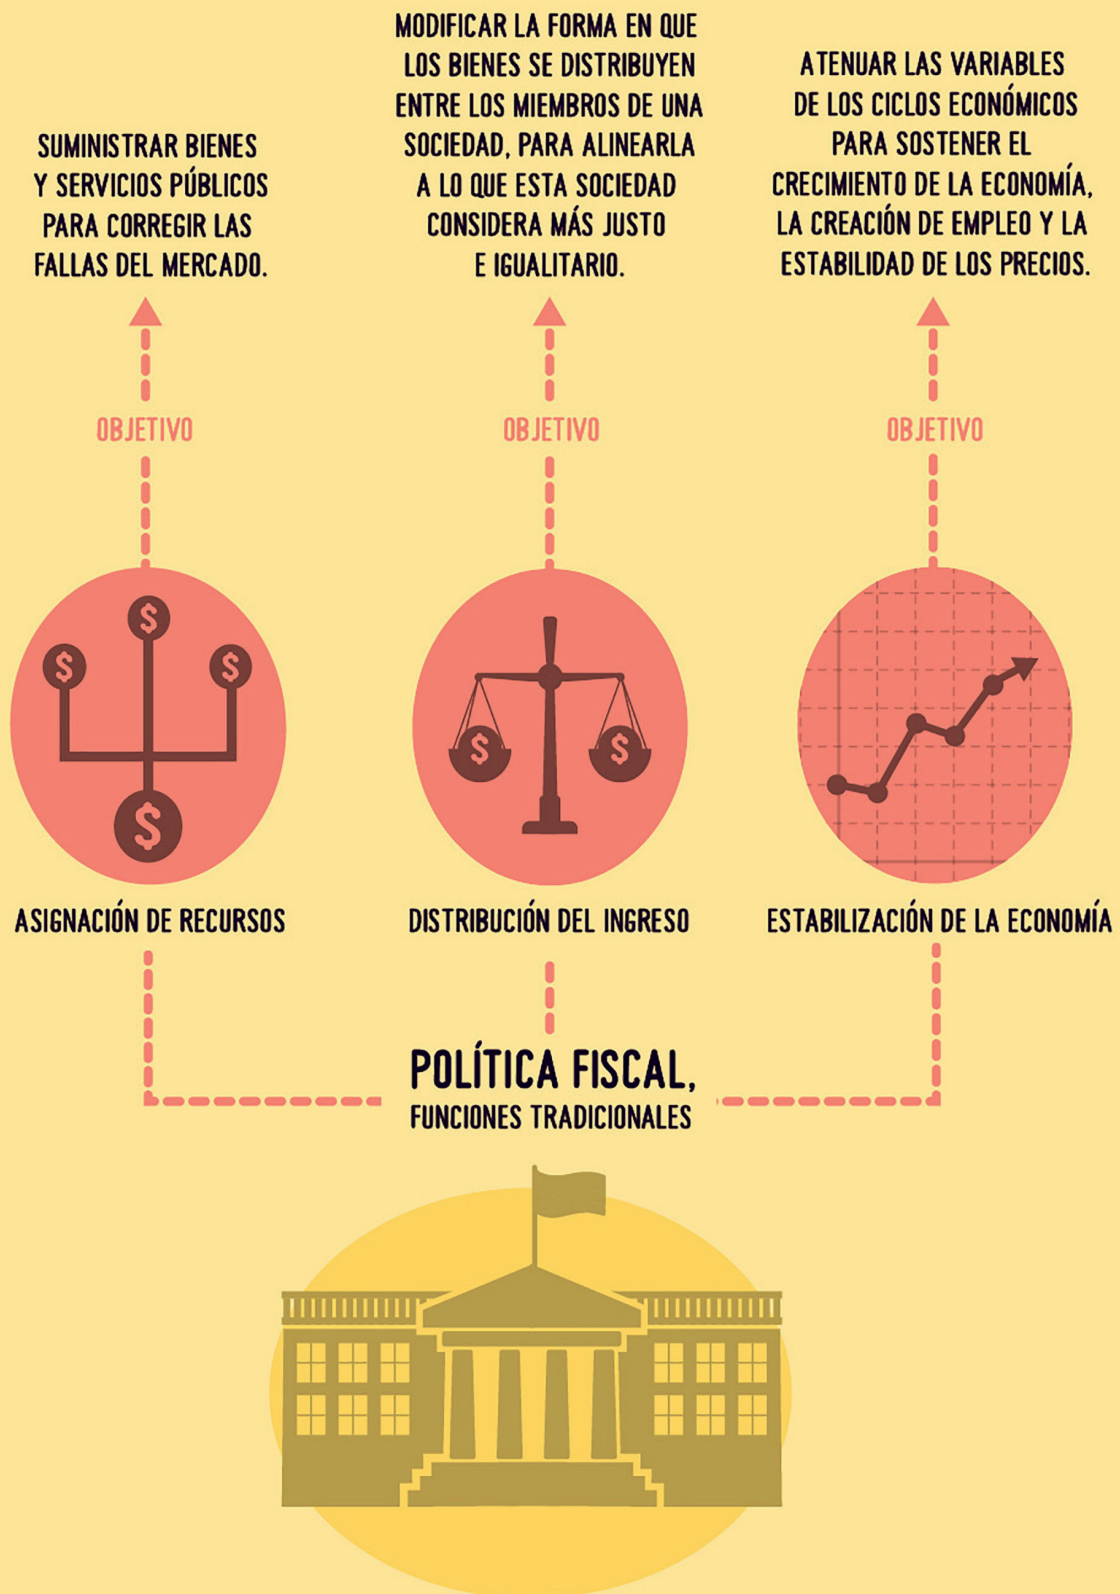 SUMINISTRAR BIENES
Y SERVICIOS PÚBLICOS
PARA CORREGIR LAS
FALLAS DEL MERCADO.
MODIFICAR LA FORMA EN QUE
LOS BIENES SE DISTRIBUYEN
ENTRE LOS MIEMBROS DE UNA
SOCIEDAD, PARA ALINEARLA
A LO QUE ESTA SOCIEDAD
CONSIDERA MÁS JUSTO
E IGUALITARIO.
ATENUAR LAS VARIABLES
DE LOS CICLOS ECONÓMICOS
PARA SOSTENER EL
CRECIMIENTO DE LA ECONOMÍA,
LA CREACIÓN DE EMPLEO Y LA
ESTABILIDAD DE LOS PRECIOS.
OBJETIVO
OBJETIVO
OBJETIVO
$
$
$
$
$
$
ASIGNACIÓN DE RECURSOS
DISTRIBUCIÓN DEL INGRESO
ESTABILIZACIÓN DE LA ECONOMÍA
POLÍTICA FISCAL,
FUNCIONES TRADICIONALES